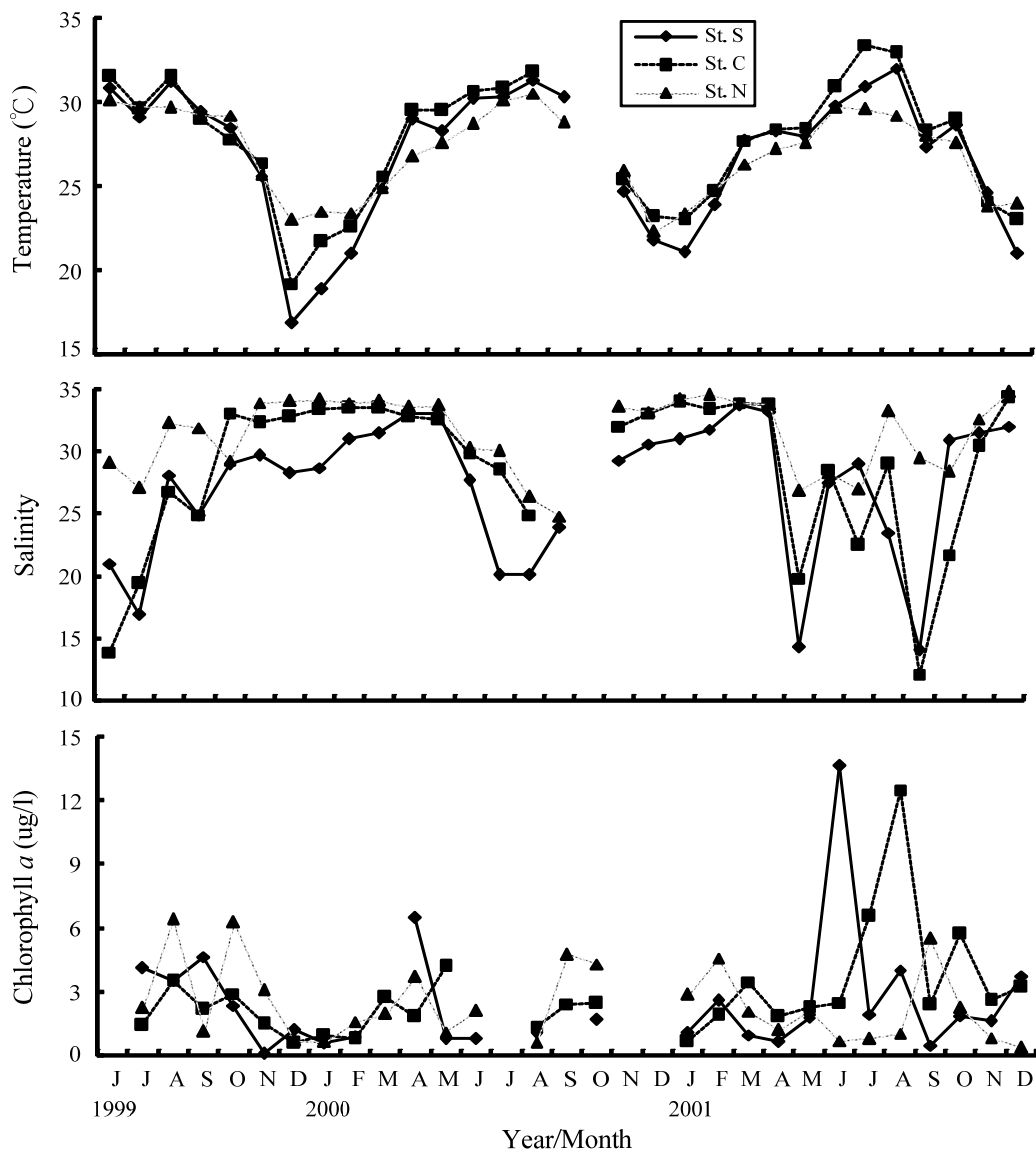 35
30
25
20
15
Temperature (℃)
St. S
St. C
St. N
35
30
25
20
15
10
Salinity
15
12
9
6
3
0
Chlorophyll a (ug/l)
J J A S O N D J F M A M J J A S O N D J F M A M J J A S O N D
1999 2000 2001
Year/Month